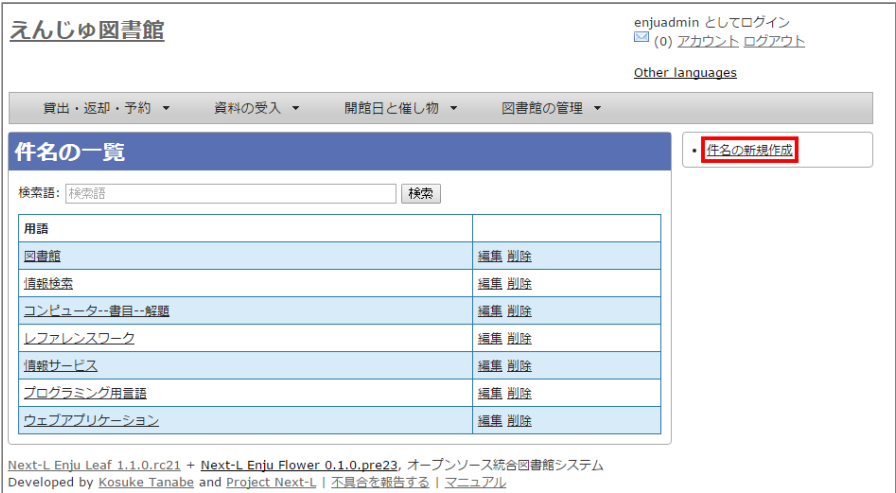 えんじゅ図書館
enjuadmin としてログイン
(0) アカウント ログアウト
Other languages
貸出・返却・予約 ▼ 資料の受入 ▼ 開館日と催し物 ▼ 図書館の管理 ▼
件名の一覧
• 件名の新規作成
検索語: 検索語 検索
用語
図書館 編集 削除
情報検索 編集 削除
コンピュータ--書目--解題 編集 削除
レファレンスワーク 編集 削除
情報サービス 編集 削除
プログラミング用言語 編集 削除
ウェブアプリケーション 編集 削除
Next-L Enju Leaf 1.1.0.rc21 + Next-L Enju Flower 0.1.0.pre23, オープンソース統合図書館システム
Developed by Kosuke Tanabe and Project Next-L | 不具合を報告する | マニュアル